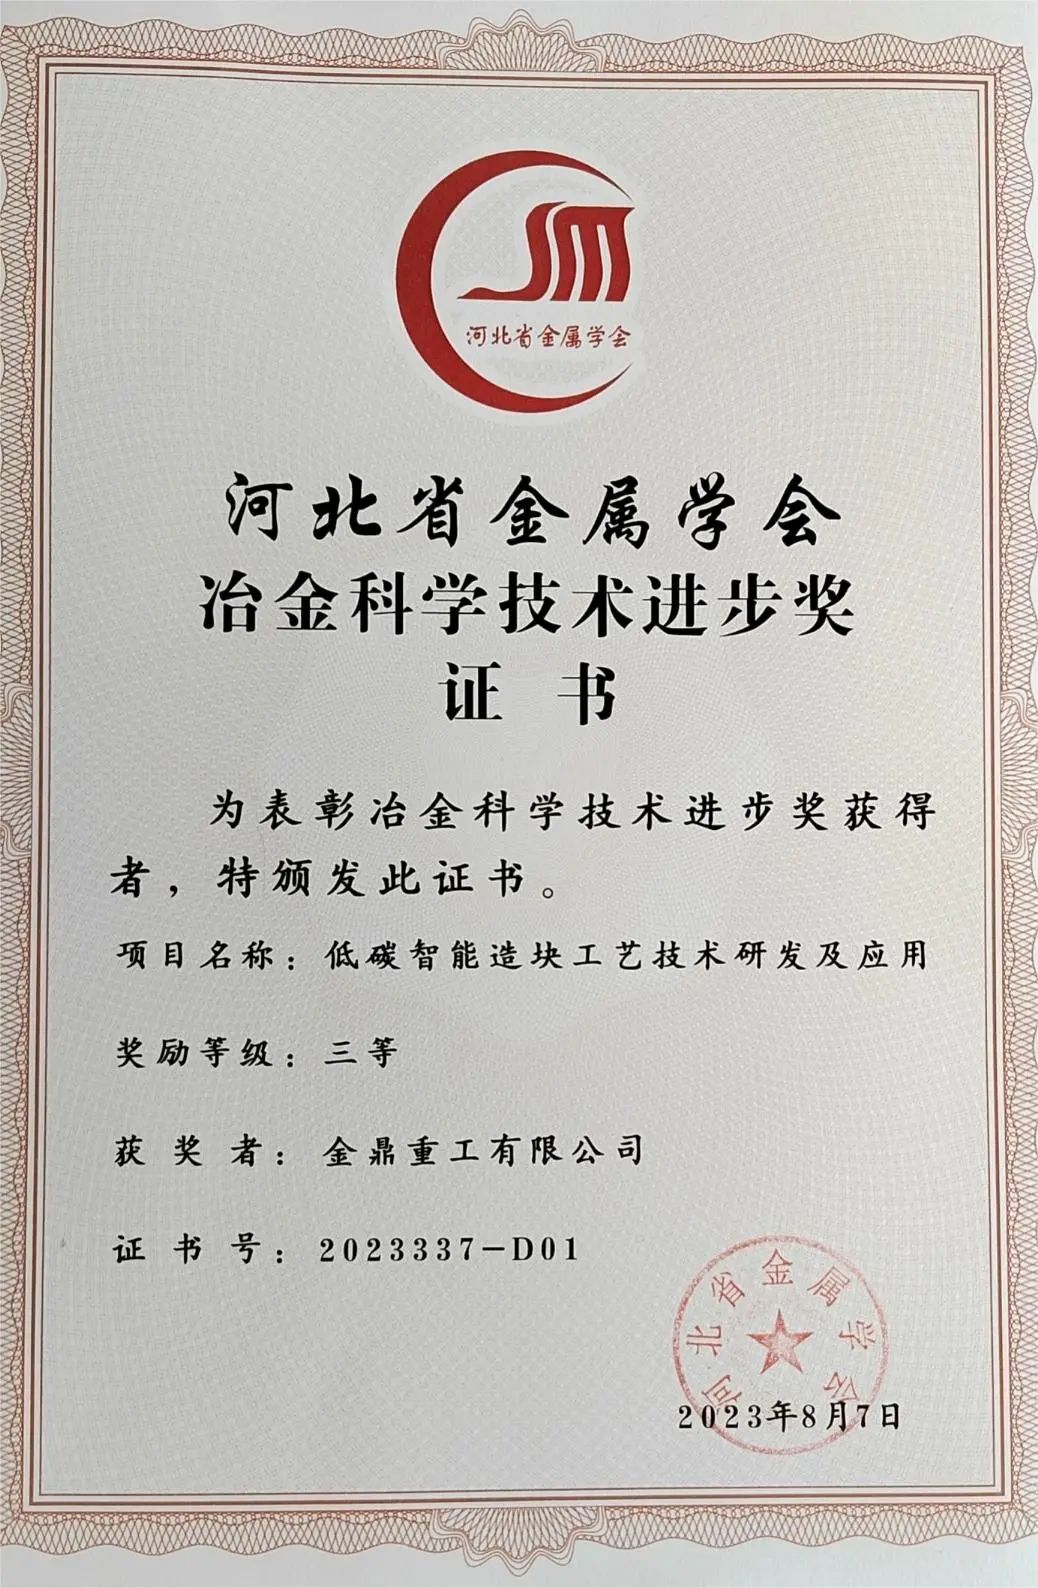 河北省金属学会
河北省金属学会
冶金科学技术进步奖
证 书
为表彰冶金科学技术进步奖获得
者，特颁发此证书。
项目名称：低碳智能造块工艺技术研发及应用
奖励等级：三等
获 奖 者：金鼎重工有限公司
证 书 号：2023337-D01
河北省金属学会
2023年8月7日